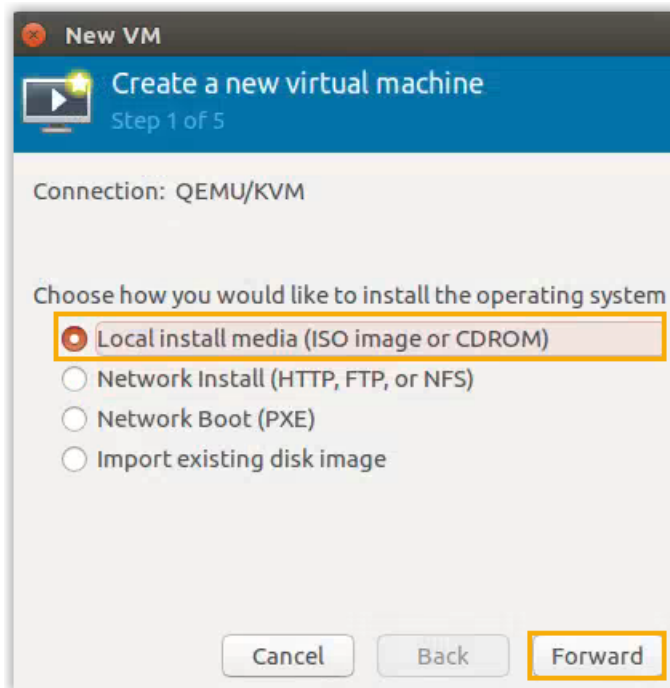 New VM
Create a new virtual machine
Step 1 of 5
Connection: QEMU/KVM
Choose how you would like to install the operating system
Local install media (ISO image or CDROM)
Network Install (HTTP, FTP, or NFS)
Network Boot (PXE)
Import existing disk image
Cancel Back Forward